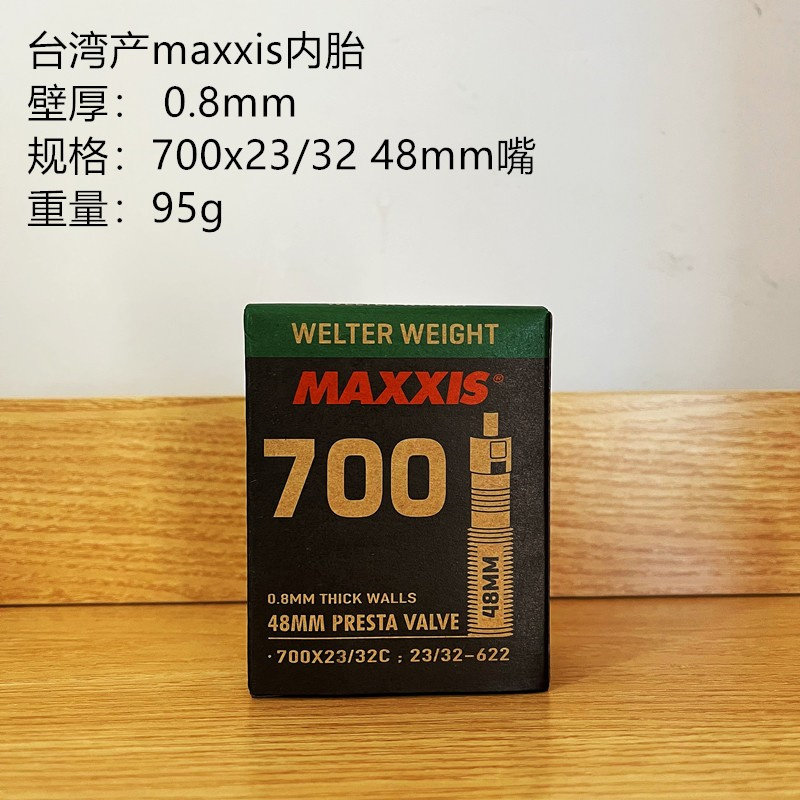 台湾产maxxis内胎
壁厚： 0.8mm
规格：700x23/32 48mm嘴
重量：95g
WELTER WEIGHT
MAXXIS®
700
48MM
0.8MM THICK WALLS
48MM PRESTA VALVE
·700X23/32C : 23/32-622